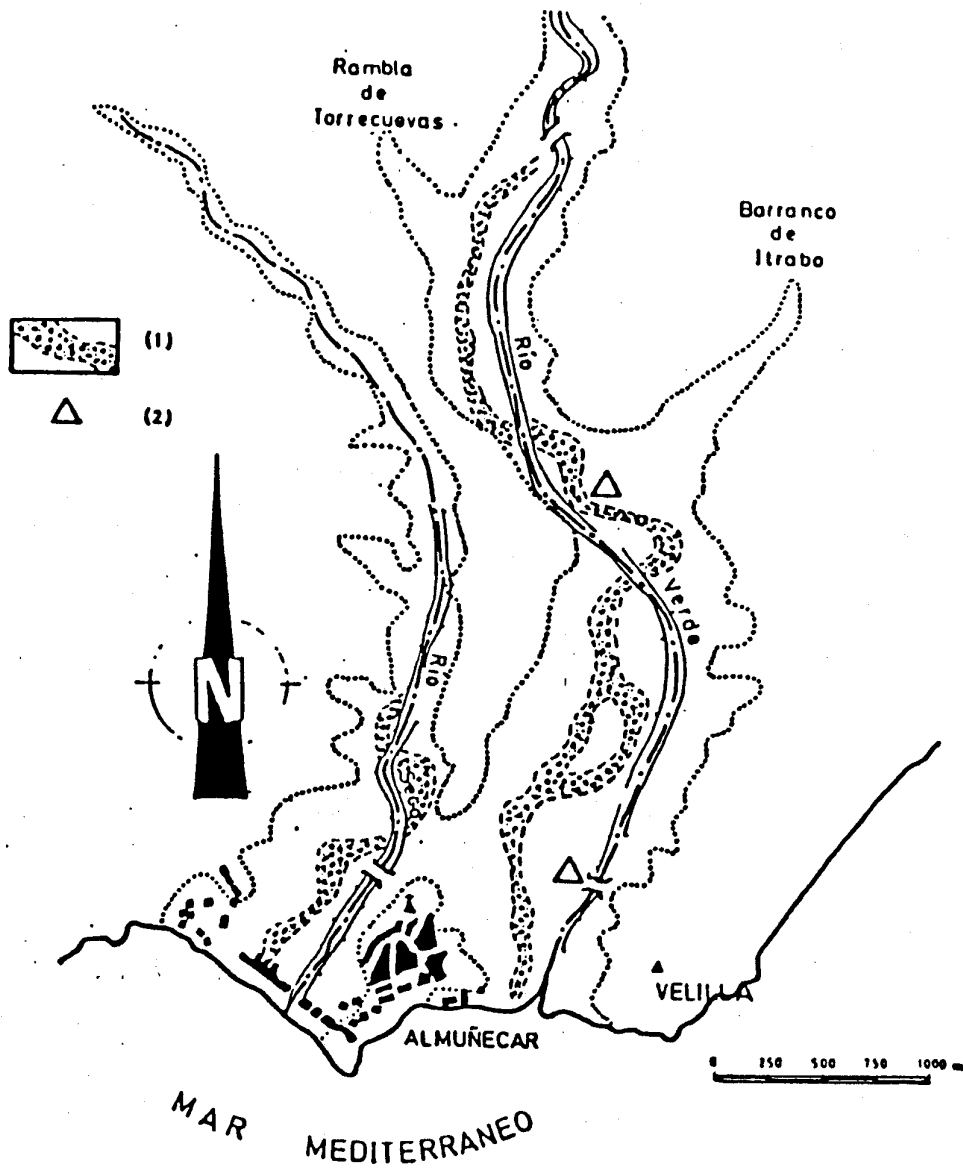 Rambla
de
Torrecuevas
Barranco
de
Itrabo
(1)
(2)
Río
Verde
N
Río
Seco
VELILLA
ALMUÑECAR
0 250 500 750 1000 m
MAR MEDITERRANEO